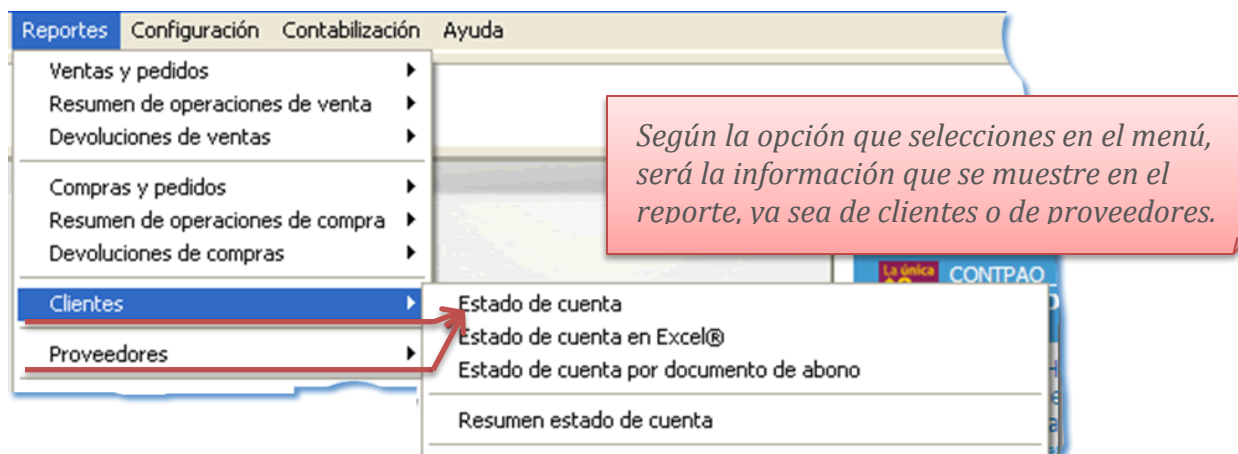 Reportes Configuración Contabilización Ayuda
Ventas y pedidos
Resumen de operaciones de venta
Devoluciones de ventas
Compras y pedidos
Resumen de operaciones de compra
Devoluciones de compras
Clientes
Proveedores
Según la opción que selecciones en el menú,
será la información que se muestre en el
reporte, ya sea de clientes o de proveedores.
La única CONTPAQ
Estado de cuenta
Estado de cuenta en Excel®
Estado de cuenta por documento de abono
Resumen estado de cuenta